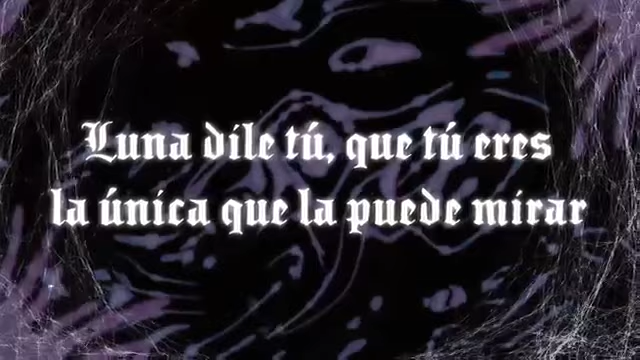 Luna dile tú, que tú eres
la única que la puede mirar